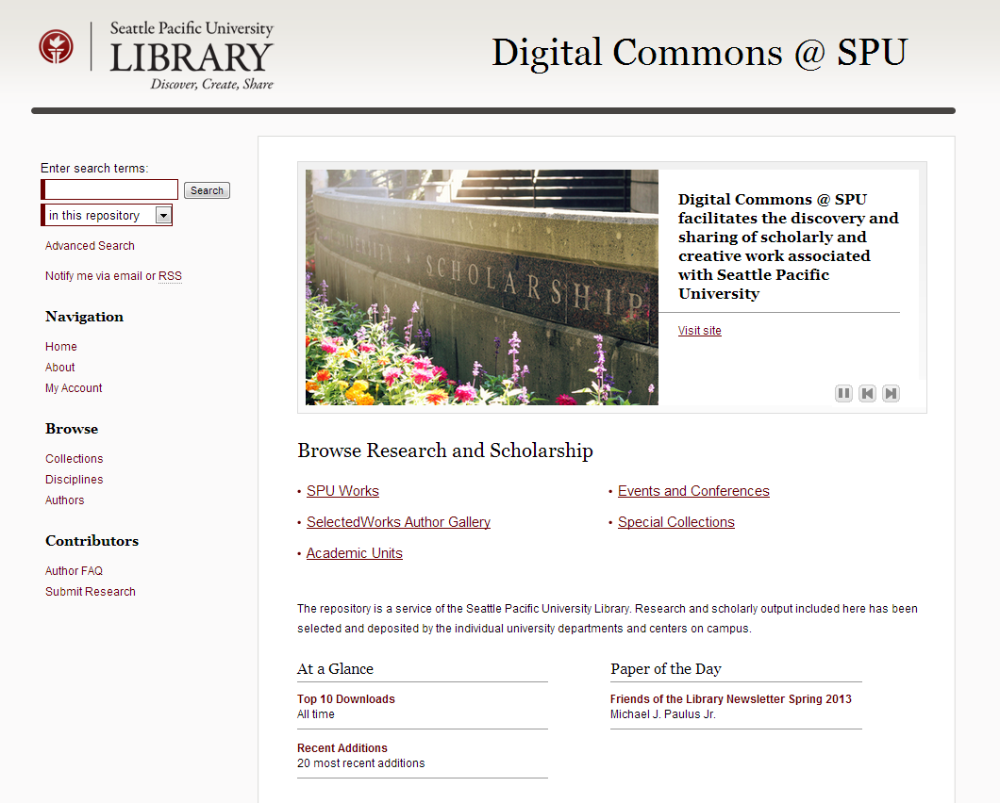 Seattle Pacific University
LIBRARY
Discover, Create, Share
Digital Commons @ SPU
Enter search terms:
Search
in this repository
Advanced Search
Notify me via email or RSS
Navigation
Home
About
My Account
Browse
Collections
Disciplines
Authors
Contributors
Author FAQ
Submit Research
UNIVERSITY • SCHOLARSHIP
Digital Commons @ SPU
facilitates the discovery and
sharing of scholarly and
creative work associated
with Seattle Pacific
University
Visit site
Browse Research and Scholarship
• SPU Works
• Events and Conferences
• SelectedWorks Author Gallery
• Special Collections
• Academic Units
The repository is a service of the Seattle Pacific University Library. Research and scholarly output included here has been
selected and deposited by the individual university departments and centers on campus.
At a Glance
Top 10 Downloads
All time
Recent Additions
20 most recent additions
Paper of the Day
Friends of the Library Newsletter Spring 2013
Michael J. Paulus Jr.